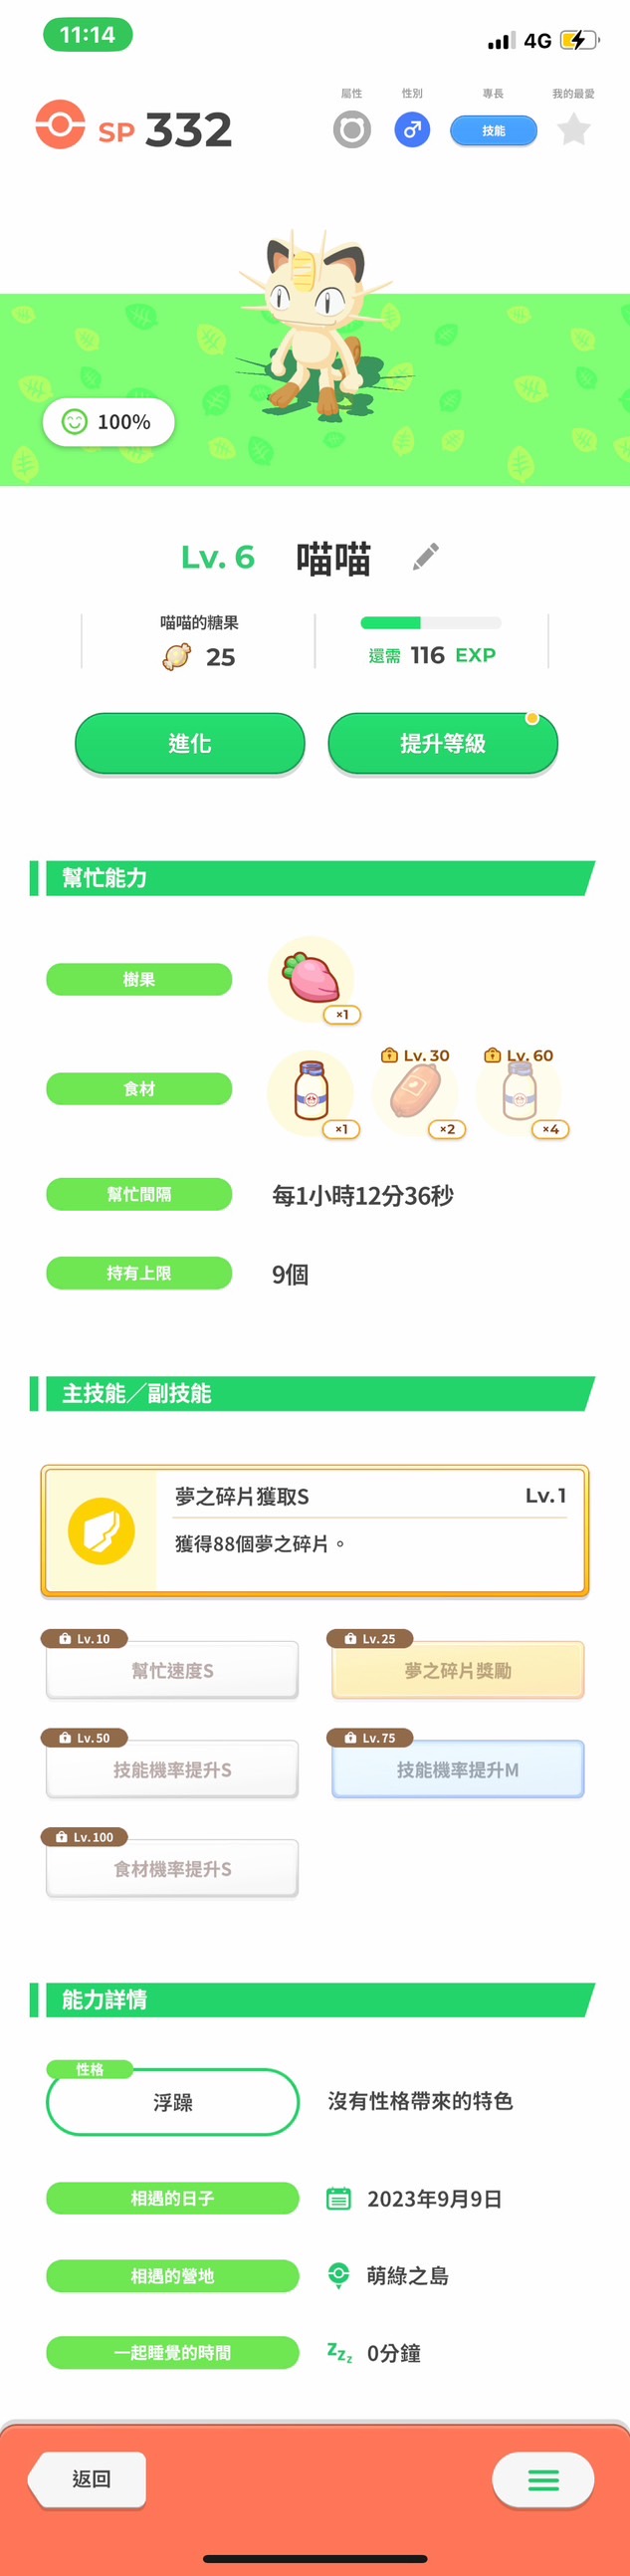 11:14
4G
屬性 性別 專長 我的最愛
SP 332
技能
100%
Lv. 6 喵喵
喵喵的糖果
25
還需 116 EXP
進化 提升等級
幫忙能力
樹果
×1
Lv. 30 Lv. 60
食材
×1 ×2 ×4
幫忙間隔 每1小時12分36秒
持有上限 9個
主技能／副技能
夢之碎片獲取S Lv. 1
獲得88個夢之碎片。
Lv. 10 Lv. 25
幫忙速度S 夢之碎片獎勵
Lv. 50 Lv. 75
技能機率提升S 技能機率提升M
Lv. 100
食材機率提升S
能力詳情
性格
浮躁 沒有性格帶來的特色
相遇的日子 2023年9月9日
相遇的營地 萌綠之島
一起睡覺的時間 zzz 0分鐘
返回